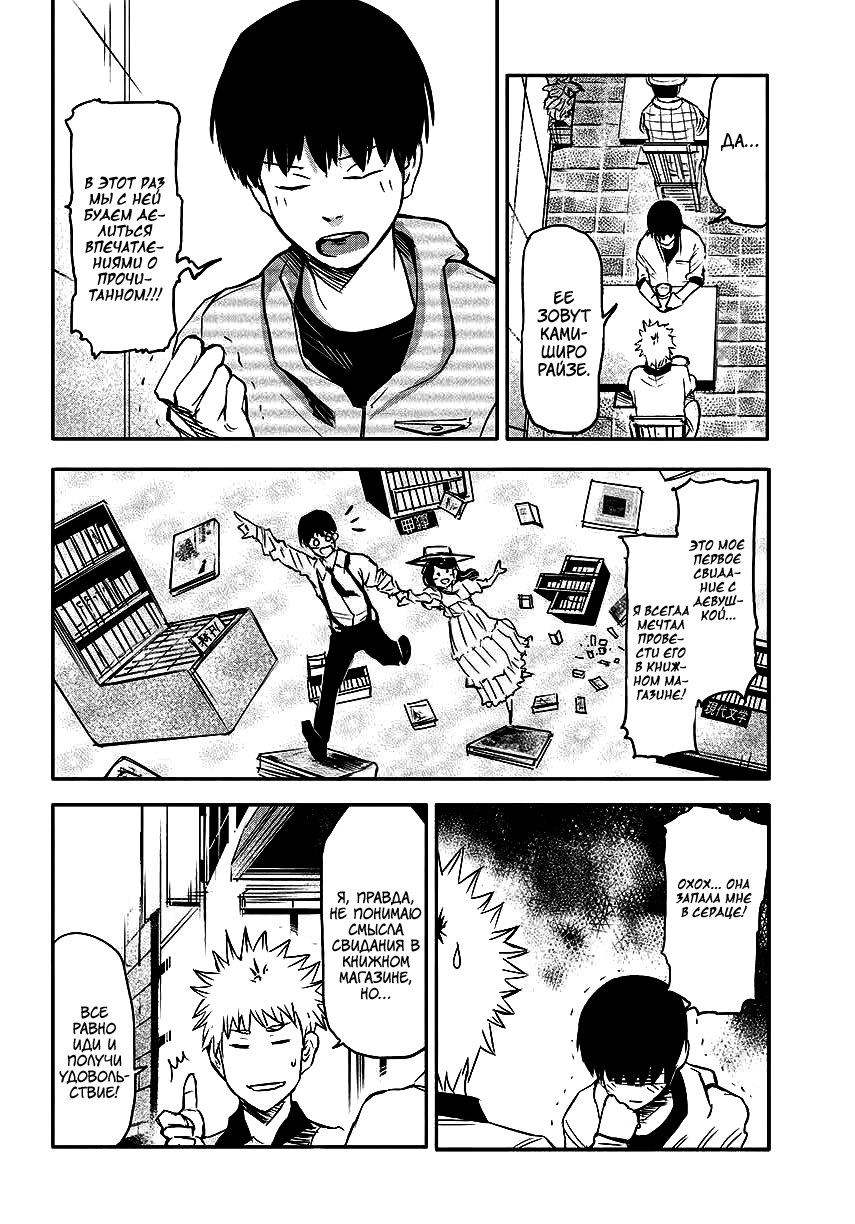 ДА...
ЕЕ
ЗОВУТ
КАМИ-
ШИРО
РАЙЗЕ.
В ЭТОТ РАЗ
МЫ С НЕЙ
БУДЕМ ДЕ-
ЛИТЬСЯ
ВПЕЧАТЛЕ-
НИЯМИ О
ПРОЧИ-
ТАННОМ!!!
ЭТО МОЕ
ПЕРВОЕ
СВИДА-
НИЕ С
ДЕВУШ-
КОЙ...
Я ВСЕГДА
МЕЧТАЛ
ПРОВЕ-
СТИ ЕГО
В КНИЖ-
НОМ МА-
ГАЗИНЕ!
現代文学
ОХОХ... ОНА
ЗАПАЛА МНЕ
В СЕРДЦЕ!
Я, ПРАВДА,
НЕ ПОНИМАЮ
СМЫСЛА
СВИДАНИЯ В
КНИЖНОМ
МАГАЗИНЕ,
НО...
ВСЕ
РАВНО
ИДИ И
ПОЛУЧИ
УДОВОЛЬ-
СТВИЕ!